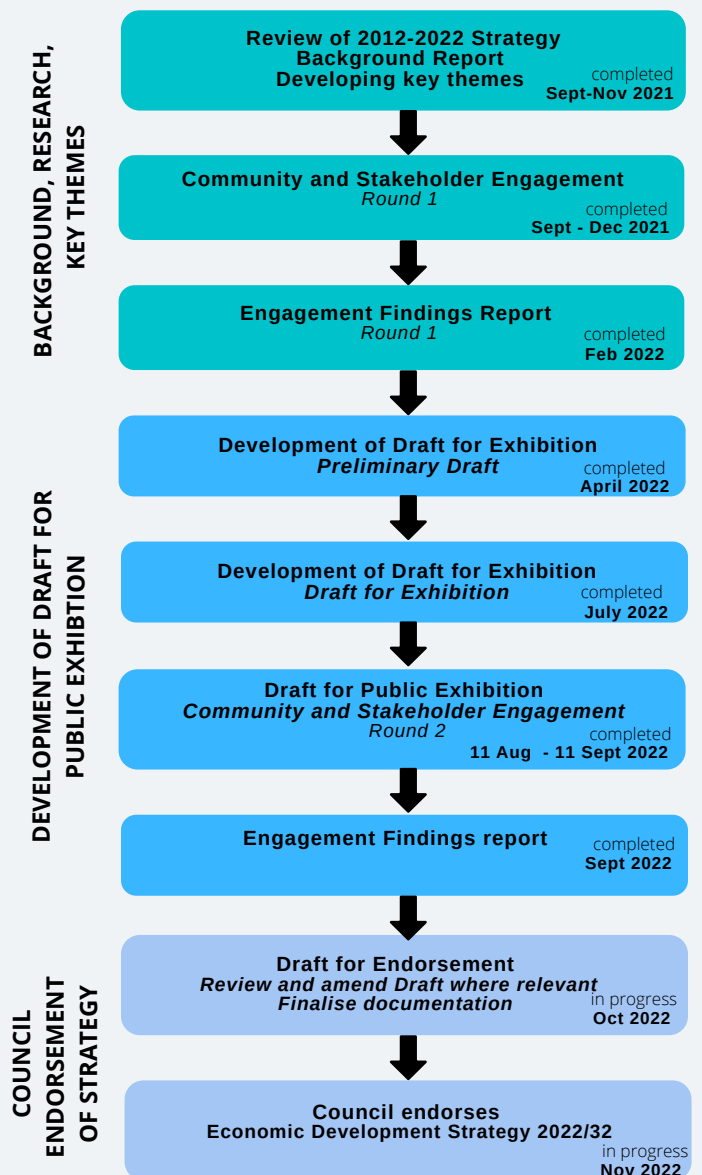 BACKGROUND, RESEARCH,
KEY THEMES
Review of 2012-2022 Strategy
Background Report
Developing key themes
completed
Sept-Nov 2021
Community and Stakeholder Engagement
Round 1
completed
Sept - Dec 2021
Engagement Findings Report
Round 1
completed
Feb 2022
DEVELOPMENT OF DRAFT FOR
PUBLIC EXHIBTION
Development of Draft for Exhibition
Preliminary Draft
completed
April 2022
Development of Draft for Exhibition
Draft for Exhibition
completed
July 2022
Draft for Public Exhibition
Community and Stakeholder Engagement
Round 2
completed
11 Aug - 11 Sept 2022
Engagement Findings report
completed
Sept 2022
COUNCIL
ENDORSEMENT
OF STRATEGY
Draft for Endorsement
Review and amend Draft where relevant
Finalise documentation
in progress
Oct 2022
Council endorses
Economic Development Strategy 2022/32
in progress
Nov 2022